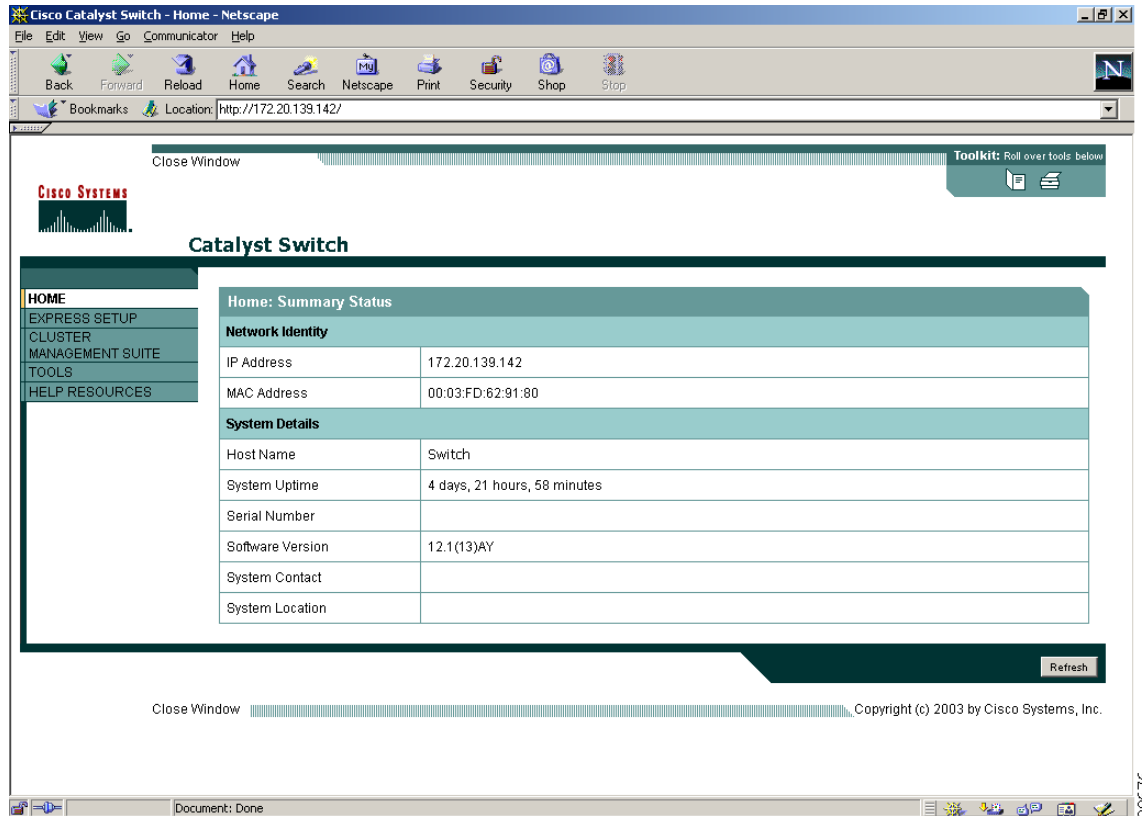 Cisco Catalyst Switch - Home - Netscape
File Edit View Go Communicator Help
Back Forward Reload Home Search Netscape Print Security Shop Stop
My
N
Bookmarks Location: http://172.20.139.142/
Close Window
Toolkit: Roll over tools below
CISCO SYSTEMS
Catalyst Switch
HOME
EXPRESS SETUP
CLUSTER
MANAGEMENT SUITE
TOOLS
HELP RESOURCES
Home: Summary Status
Network Identity
IP Address 172.20.139.142
MAC Address 00:03:FD:62:91:80
System Details
Host Name Switch
System Uptime 4 days, 21 hours, 58 minutes
Serial Number
Software Version 12.1(13)AY
System Contact
System Location
Refresh
Close Window
Copyright (c) 2003 by Cisco Systems, Inc.
Document: Done